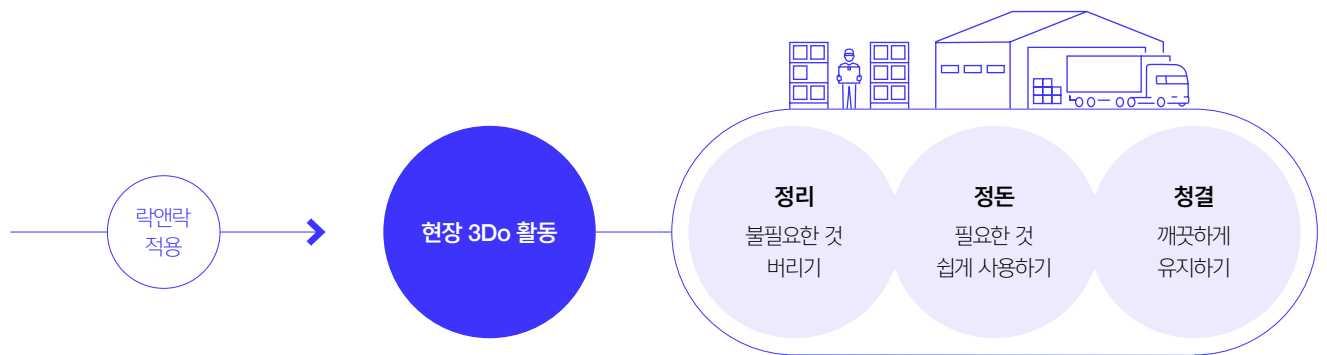 락앤락
적용
현장 3Do 활동
정리
불필요한 것
버리기
정돈
필요한 것
쉽게 사용하기
청결
깨끗하게
유지하기